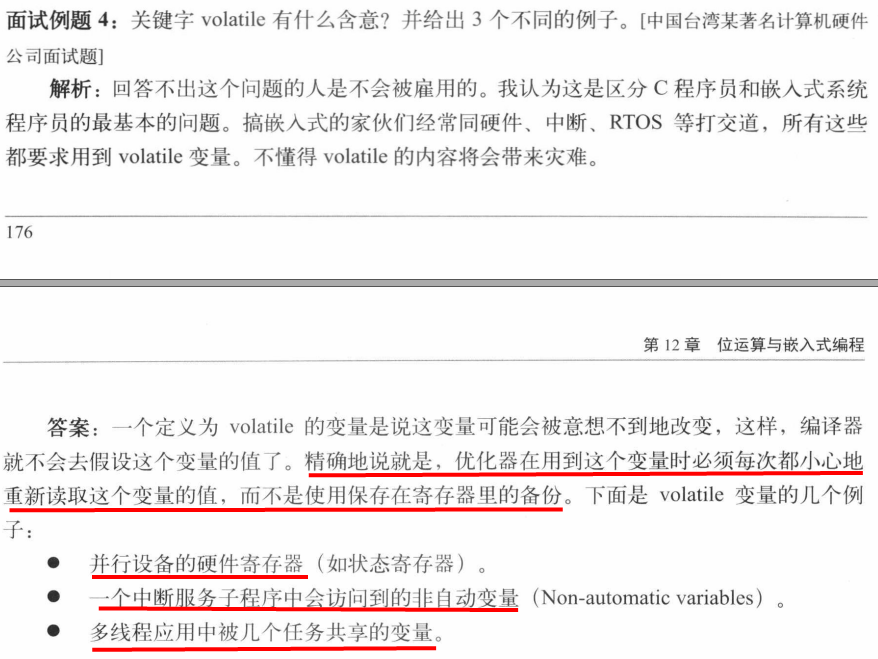 面试例题 4：关键字 volatile 有什么含意？并给出 3 个不同的例子。[中国台湾某著名计算机硬件
公司面试题]
解析：回答不出这个问题的人是不会被雇用的。我认为这是区分 C 程序员和嵌入式系统
程序员的最基本的问题。搞嵌入式的家伙们经常同硬件、中断、RTOS 等打交道，所有这些
都要求用到 volatile 变量。不懂得 volatile 的内容将会带来灾难。
176
第 12 章 位运算与嵌入式编程
答案：一个定义为 volatile 的变量是说这变量可能会被意想不到地改变，这样，编译器
就不会去假设这个变量的值了。精确地说就是，优化器在用到这个变量时必须每次都小心地
重新读取这个变量的值，而不是使用保存在寄存器里的备份。下面是 volatile 变量的几个例
子：
● 并行设备的硬件寄存器（如状态寄存器）。
● 一个中断服务子程序中会访问到的非自动变量（Non-automatic variables）。
● 多线程应用中被几个任务共享的变量。